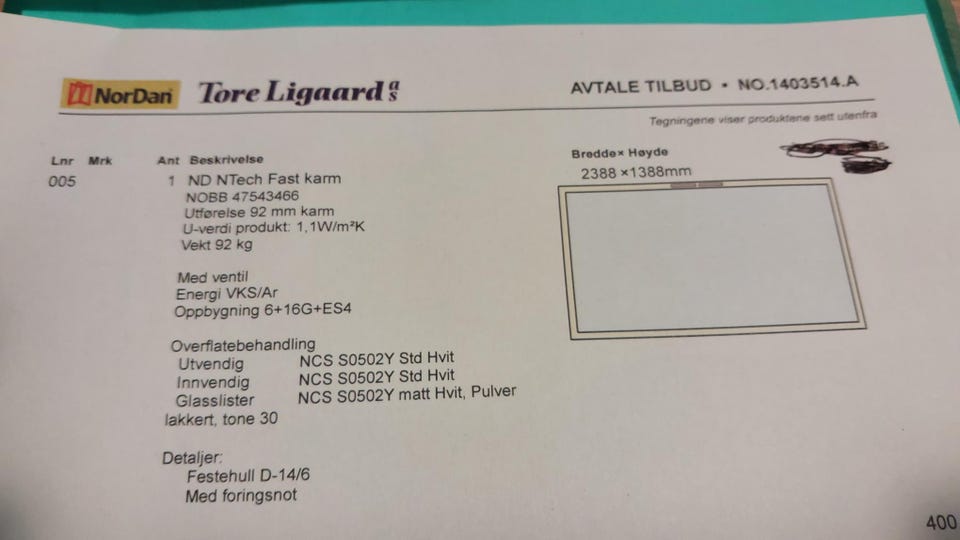 NorDan Tore Ligaard as AVTALE TILBUD • NO.1403514.A
Tegningene viser produktene sett utenfra
Lnr Mrk Ant Beskrivelse Bredde× Høyde
005 1 ND NTech Fast karm 2388 ×1388mm
NOBB 47543466
Utførelse 92 mm karm
U-verdi produkt: 1,1W/m²K
Vekt 92 kg
Med ventil
Energi VKS/Ar
Oppbygning 6+16G+ES4
Overflatebehandling
Utvendig NCS S0502Y Std Hvit
Innvendig NCS S0502Y Std Hvit
Glasslister NCS S0502Y matt Hvit, Pulver
lakkert, tone 30
Detaljer:
Festehull D-14/6
Med foringsnot
400